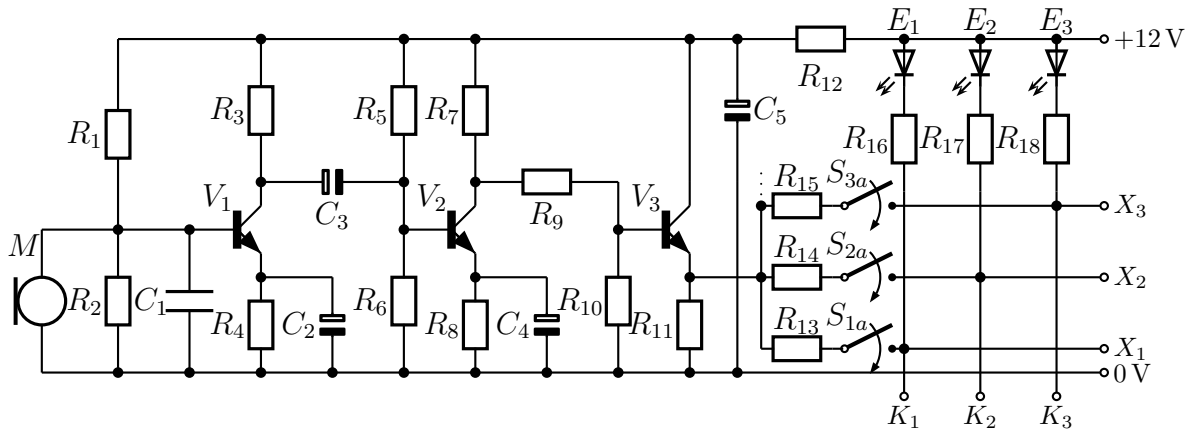 E₁ E₂ E₃
+12 V
R₁₂
R₃ R₅ R₇ C₅
R₁ R₁₆ R₁₇ R₁₈
V₁ C₃ V₂ R₉ V₃ R₁₅ S₃ₐ X₃
M
R₂ C₁ R₄ C₂ R₆ R₈ C₄ R₁₀ R₁₁ R₁₄ S₂ₐ X₂
R₁₃ S₁ₐ X₁
0 V
K₁ K₂ K₃